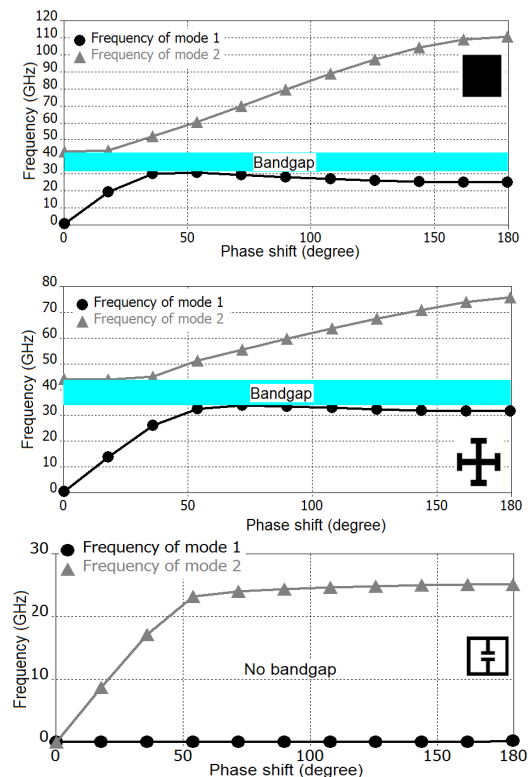 120
110
100
90
80
70
60
50
40
30
20
10
0
Frequency (GHz)
Frequency of mode 1
Frequency of mode 2
Bandgap
0 50 100 150 180
Phase shift (degree)
80
70
60
50
40
30
20
10
0
Frequency (GHz)
Frequency of mode 1
Frequency of mode 2
Bandgap
0 50 100 150 180
Phase shift (degree)
30
20
10
0
Frequency (GHz)
Frequency of mode 1
Frequency of mode 2
No bandgap
0 50 100 150 180
Phase shift (degree)